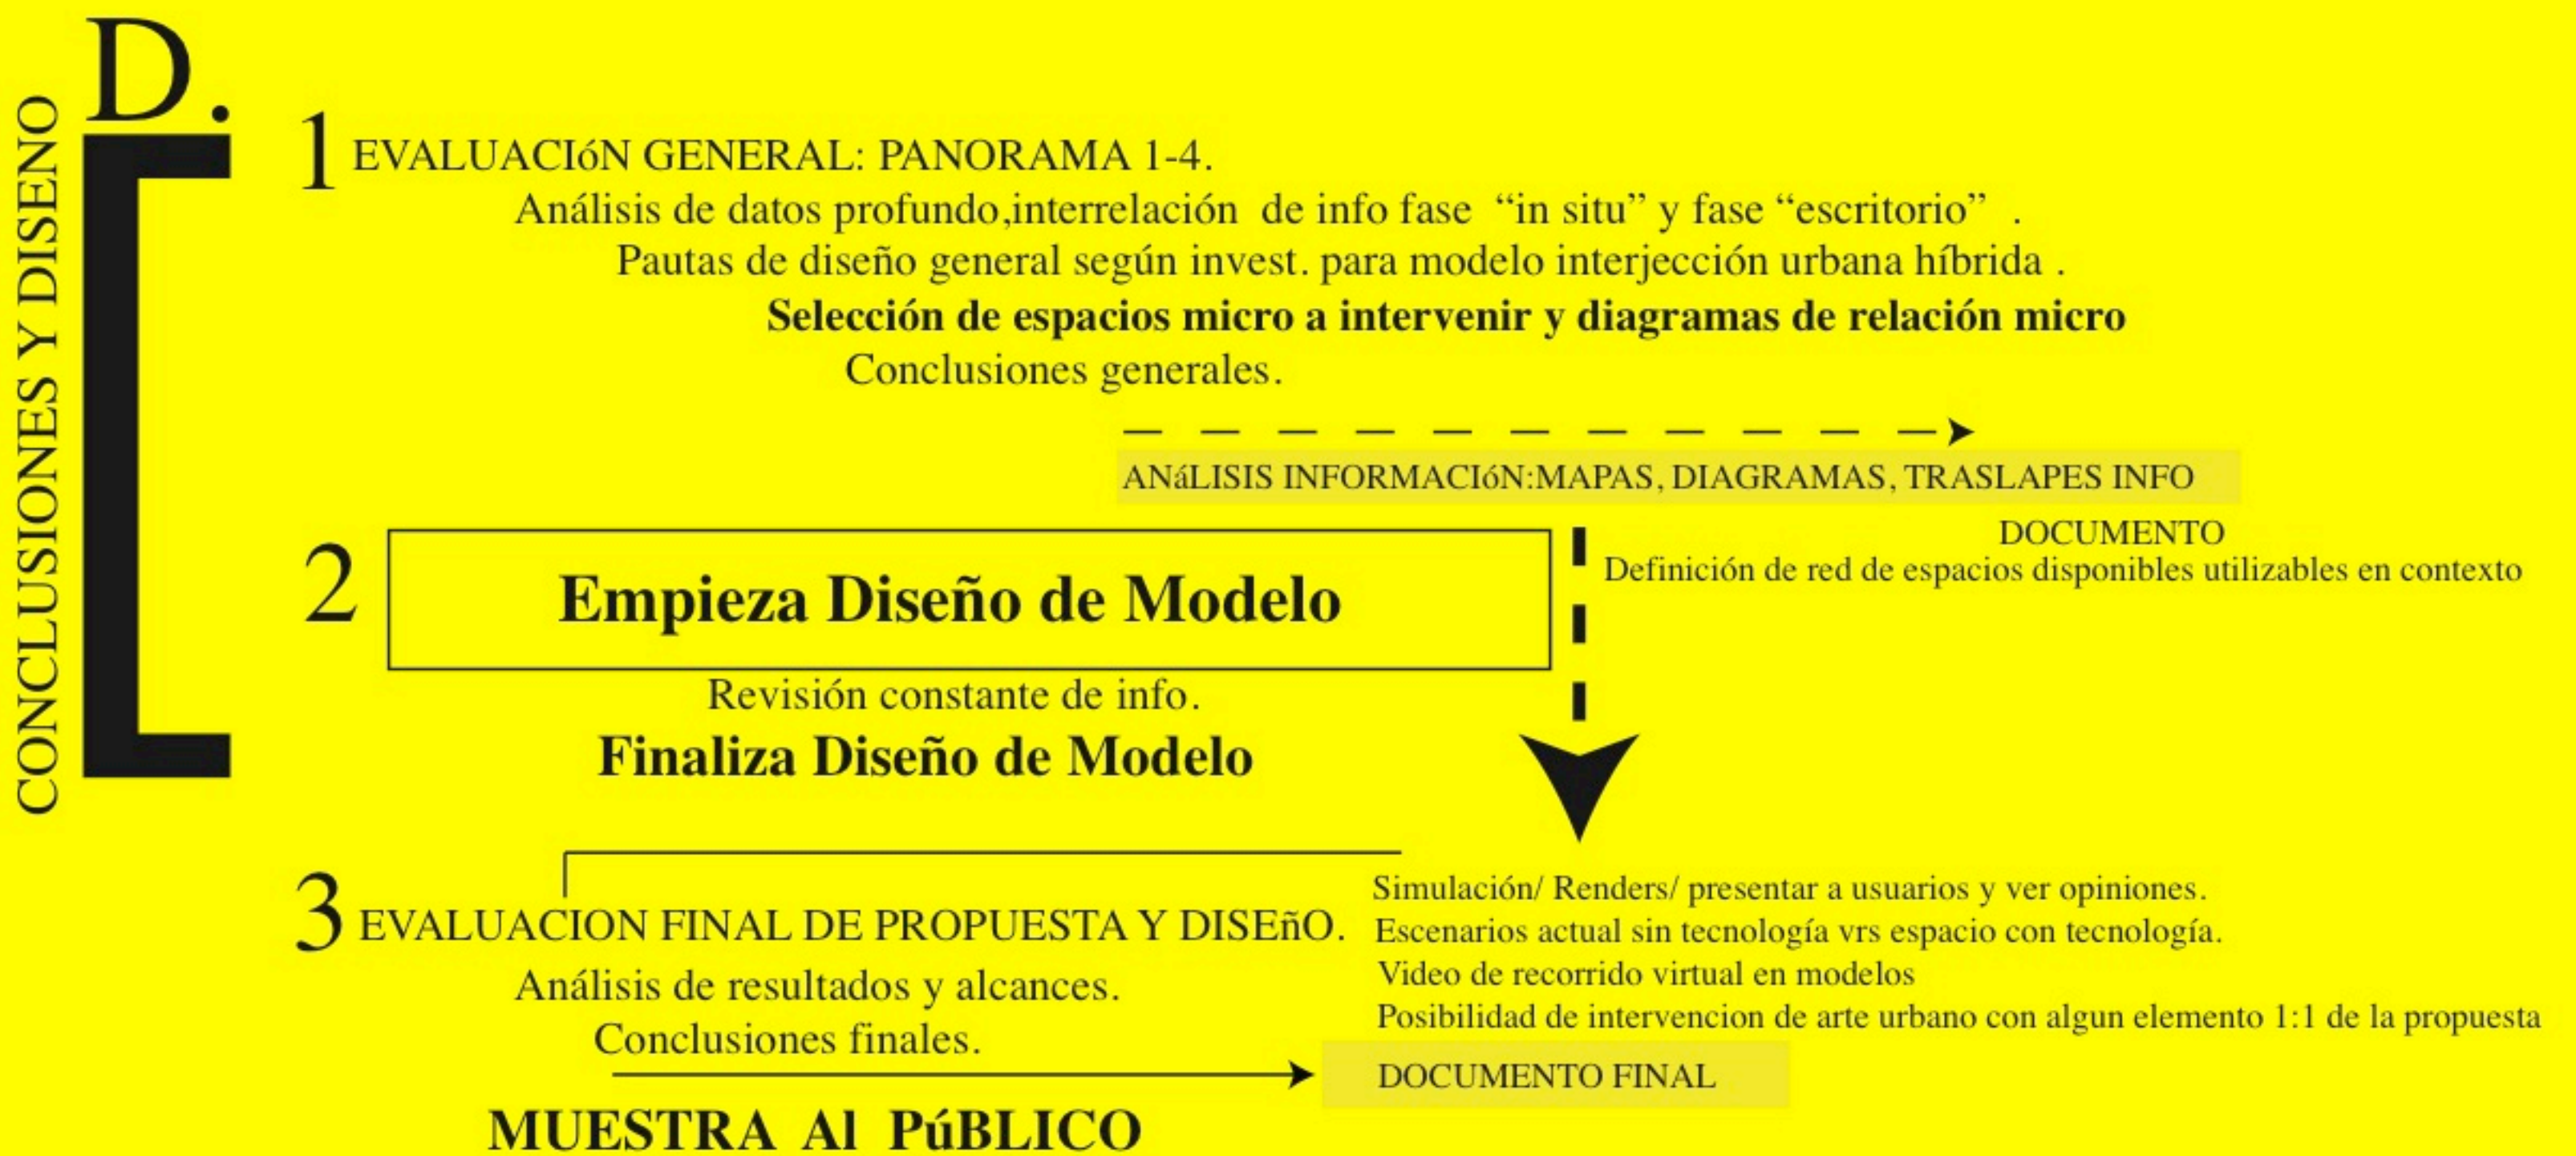 D.
CONCLUSIONES Y DISENO
1 EVALUACIóN GENERAL: PANORAMA 1-4.
Análisis de datos profundo,interrelación de info fase “in situ” y fase “escritorio” .
Pautas de diseño general según invest. para modelo interjección urbana híbrida .
Selección de espacios micro a intervenir y diagramas de relación micro
Conclusiones generales.
ANáLISIS INFORMACIóN:MAPAS, DIAGRAMAS, TRASLAPES INFO
DOCUMENTO
Definición de red de espacios disponibles utilizables en contexto
2 Empieza Diseño de Modelo
Revisión constante de info.
Finaliza Diseño de Modelo
3 EVALUACION FINAL DE PROPUESTA Y DISEñO.
Análisis de resultados y alcances.
Conclusiones finales.
Simulación/ Renders/ presentar a usuarios y ver opiniones.
Escenarios actual sin tecnología vrs espacio con tecnología.
Video de recorrido virtual en modelos
Posibilidad de intervencion de arte urbano con algun elemento 1:1 de la propuesta
DOCUMENTO FINAL
MUESTRA Al PúBLICO